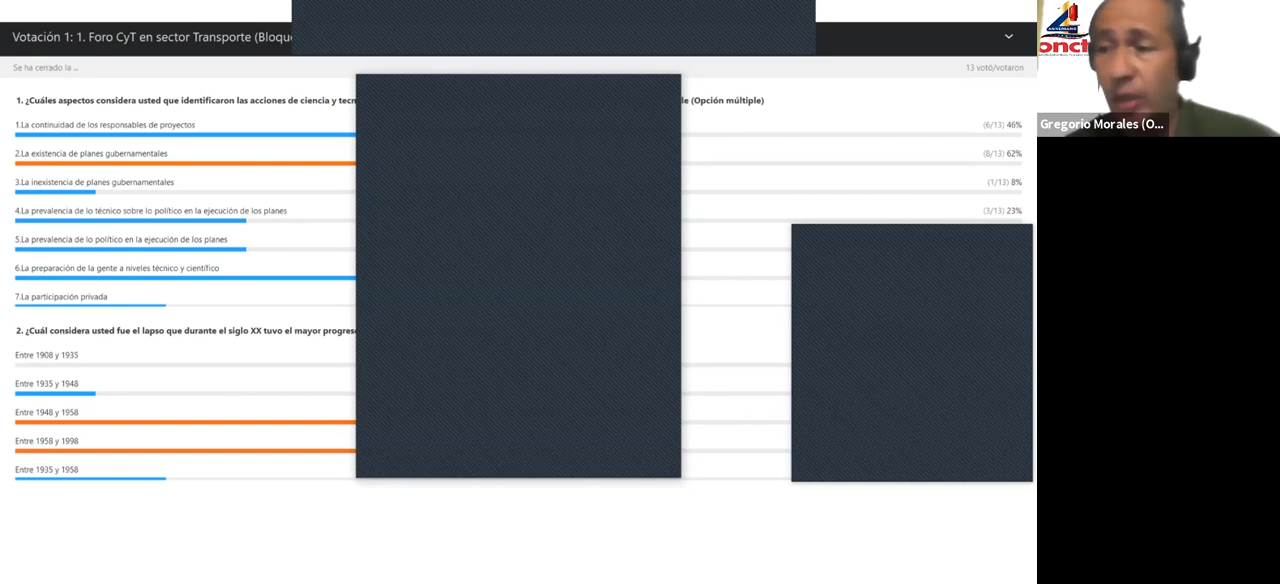 Votación 1: 1. Foro CyT en sector Transporte (Bloqu
Se ha cerrado la ...
13 votó/votaron
1. ¿Cuáles aspectos considera usted que identificaron las acciones de ciencia y tecn
le (Opción múltiple)
1.La continuidad de los responsables de proyectos
(6/13) 46%
2.La existencia de planes gubernamentales
(8/13) 62%
3.La inexistencia de planes gubernamentales
(1/13) 8%
4.La prevalencia de lo técnico sobre lo político en la ejecución de los planes
(3/13) 23%
5.La prevalencia de lo político en la ejecución de los planes
6.La preparación de la gente a niveles técnico y científico
7.La participación privada
2. ¿Cuál considera usted fue el lapso que durante el siglo XX tuvo el mayor progres
Entre 1908 y 1935
Entre 1935 y 1948
Entre 1948 y 1958
Entre 1958 y 1998
Entre 1935 y 1958
41
ANIVERSARIO
onct
Gregorio Morales (O...